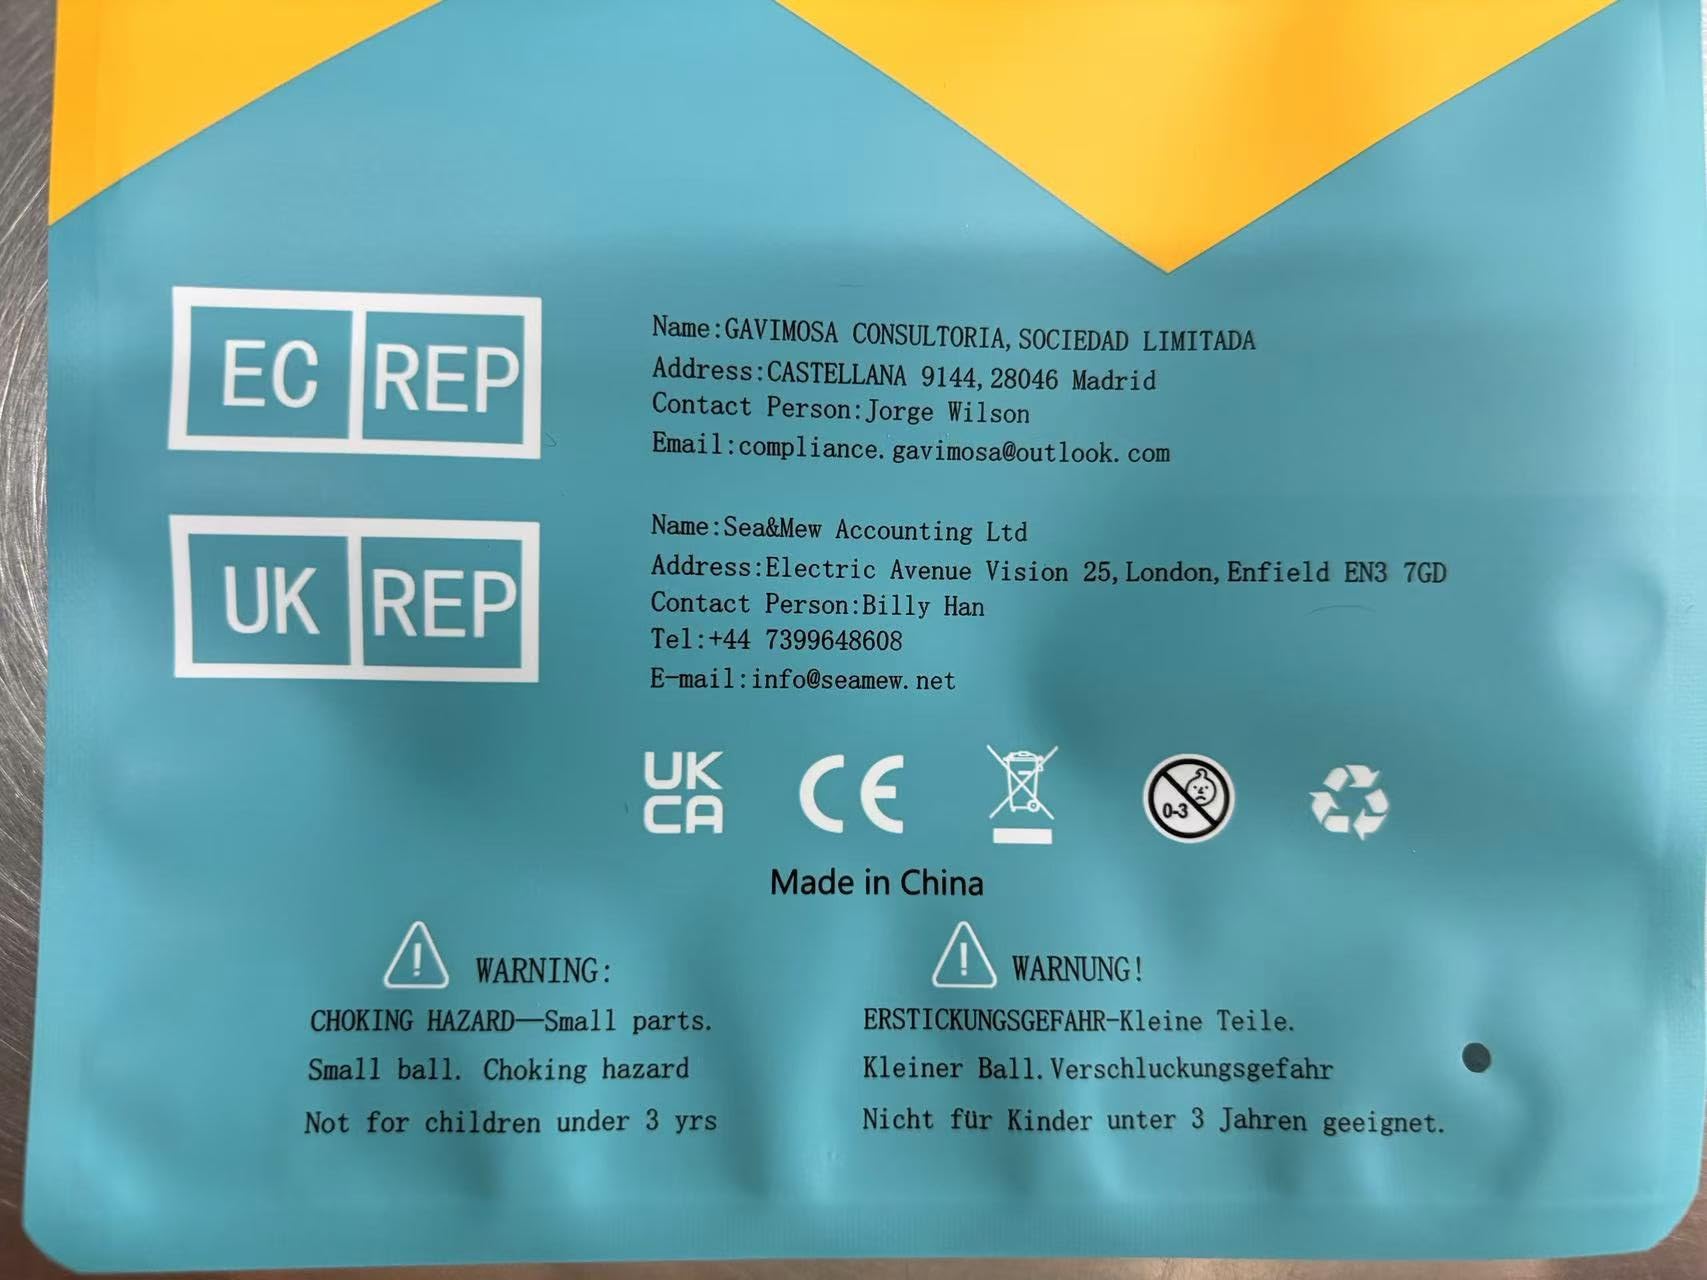 EC REP
Name:GAVIMOSA CONSULTORIA,SOCIEDAD LIMITADA
Address:CASTELLANA 9144,28046 Madrid
Contact Person:Jorge Wilson
Email:compliance.gavimosa@outlook.com
UK REP
Name:Sea&Mew Accounting Ltd
Address:Electric Avenue Vision 25,London,Enfield EN3 7GD
Contact Person:Billy Han
Tel:+44 7399648608
E-mail:info@seamew.net
UK
CA
CE
0-3
Made in China
WARNING:
CHOKING HAZARD—Small parts.
Small ball. Choking hazard
Not for children under 3 yrs
WARNUNG!
ERSTICKUNGSGEFAHR-Kleine Teile.
Kleiner Ball.Verschluckungsgefahr
Nicht für Kinder unter 3 Jahren geeignet.